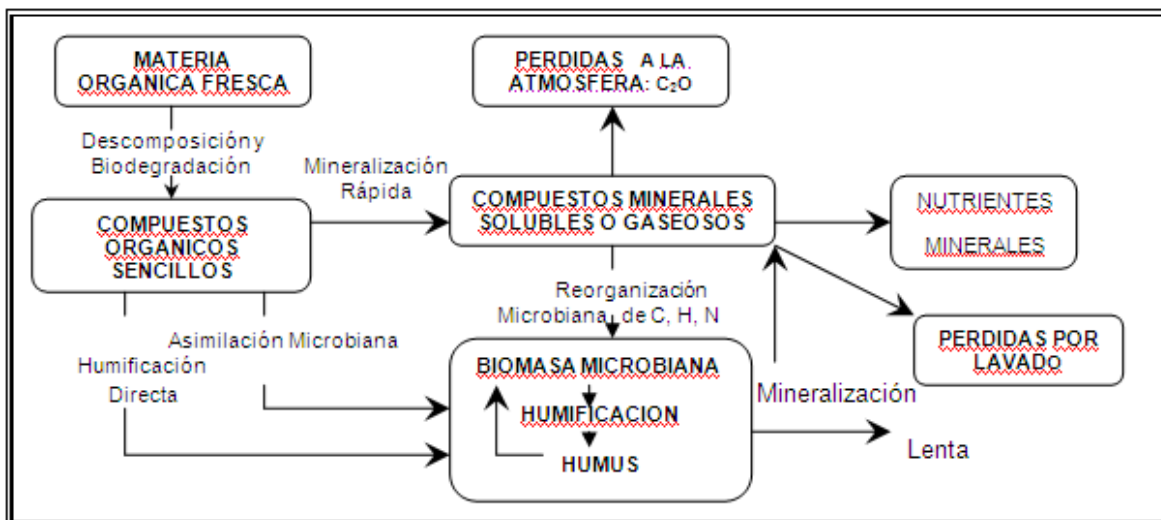 MATERIA
ORGANICA FRESCA
PERDIDAS A LA.
ATMOSFERA: C₂O
Descomposición y
Biodegradación
Mineralización
Rápida
COMPUESTOS
ORGANICOS
SENCILLOS
COMPUESTOS MINERALES
SOLUBLES O GASEOSOS
NUTRIENTES
MINERALES
Reorganización
Microbiana, de C, H, N
Asimilación Microbiana
Humificación
Directa
BIOMASA MICROBIANA
HUMIFICACION
HUMUS
PERDIDAS POR
LAVADO
Mineralización
Lenta